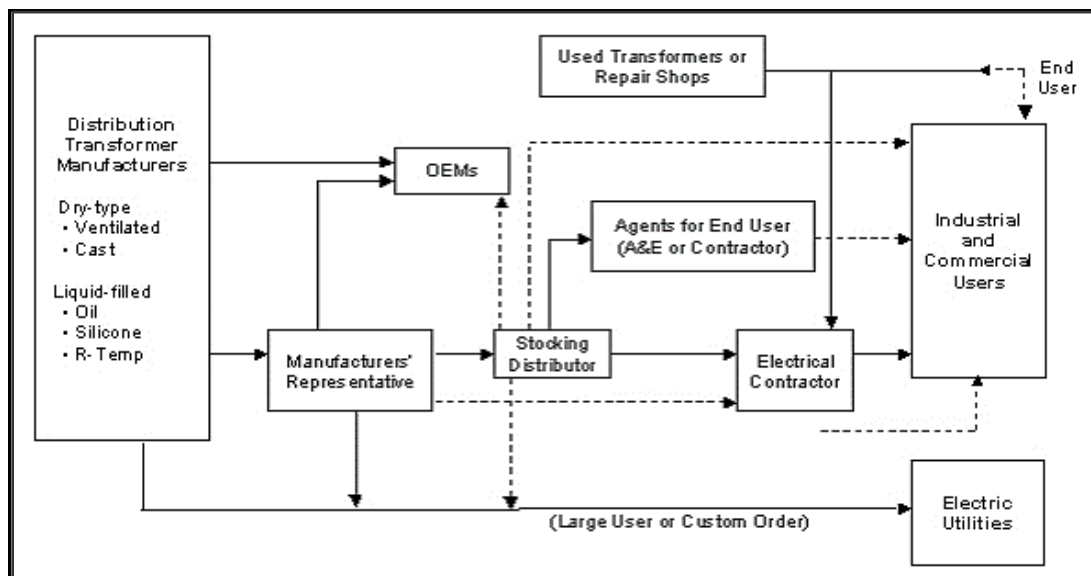 Distribution
Transformer
Manufacturers
Dry-type
• Ventilated
• Cast
Liquid-filled
• Oil
• Silicone
• R-Temp
Used Transformers or
Repair Shops
End
User
OEMs
Agents for End User
(A&E or Contractor)
Industrial
and
Commercial
Users
Manufacturers'
Representative
Stocking
Distributor
Electrical
Contractor
(Large User or Custom Order)
Electric
Utilities